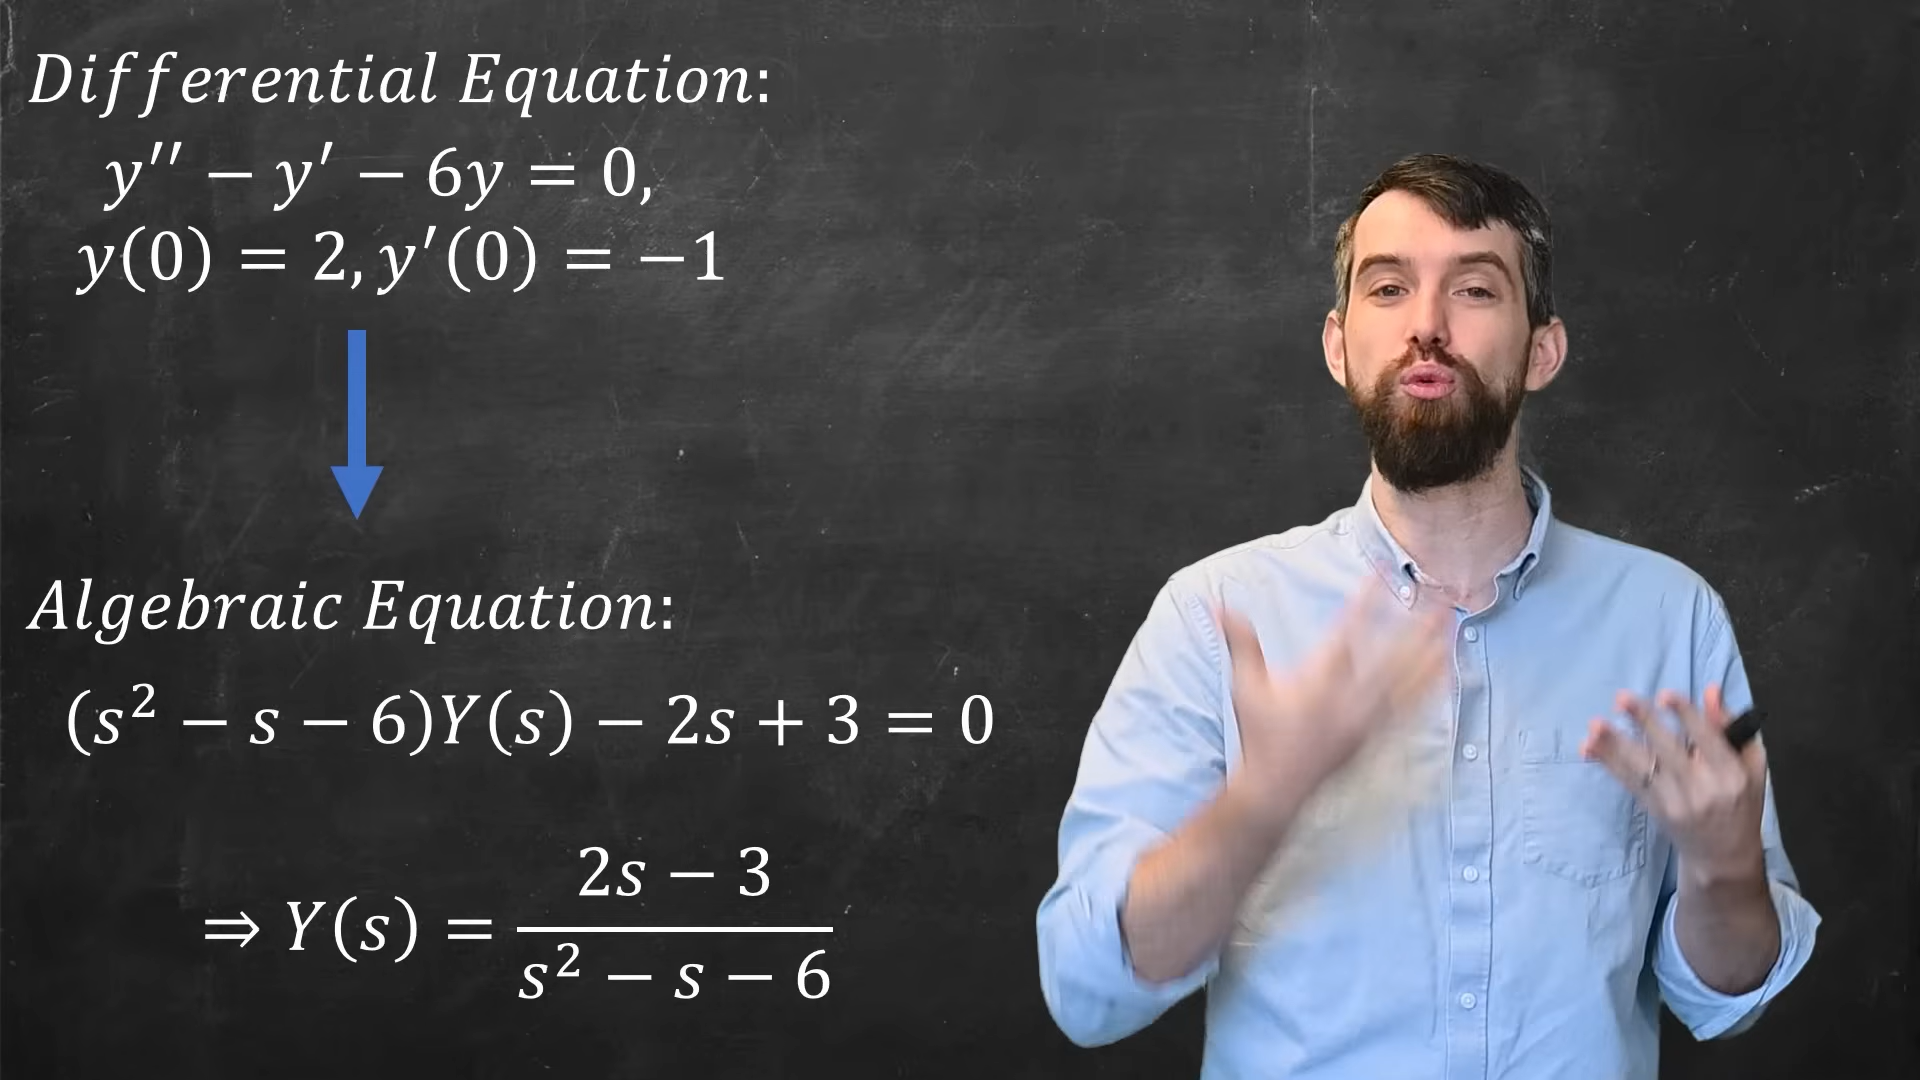 Differential Equation:
y′′ − y′ − 6y = 0,
y(0) = 2, y′(0) = −1
Algebraic Equation:
(s² − s − 6)Y(s) − 2s + 3 = 0
⇒ Y(s) = (2s − 3)/(s² − s − 6)